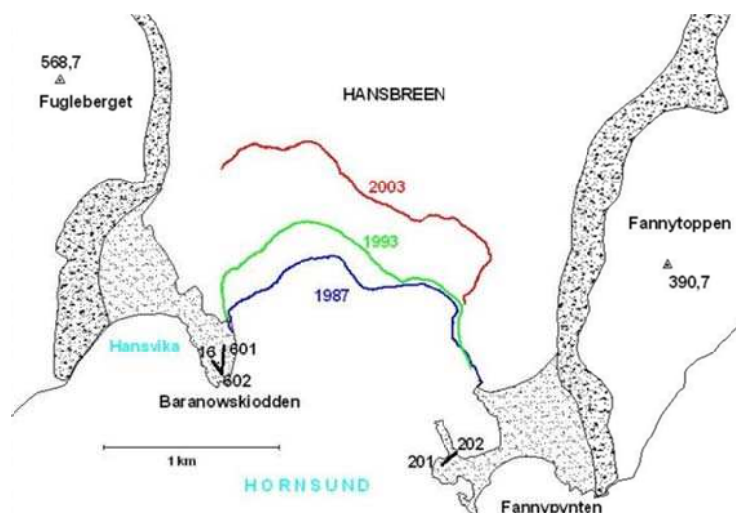 568,7
Fugleberget
HANSBREEN
2003
Fannytoppen
1993
390,7
1987
Hansvika
16
601
602
Baranowskiodden
202
201
1 km
HORNSUND
Fannypynten